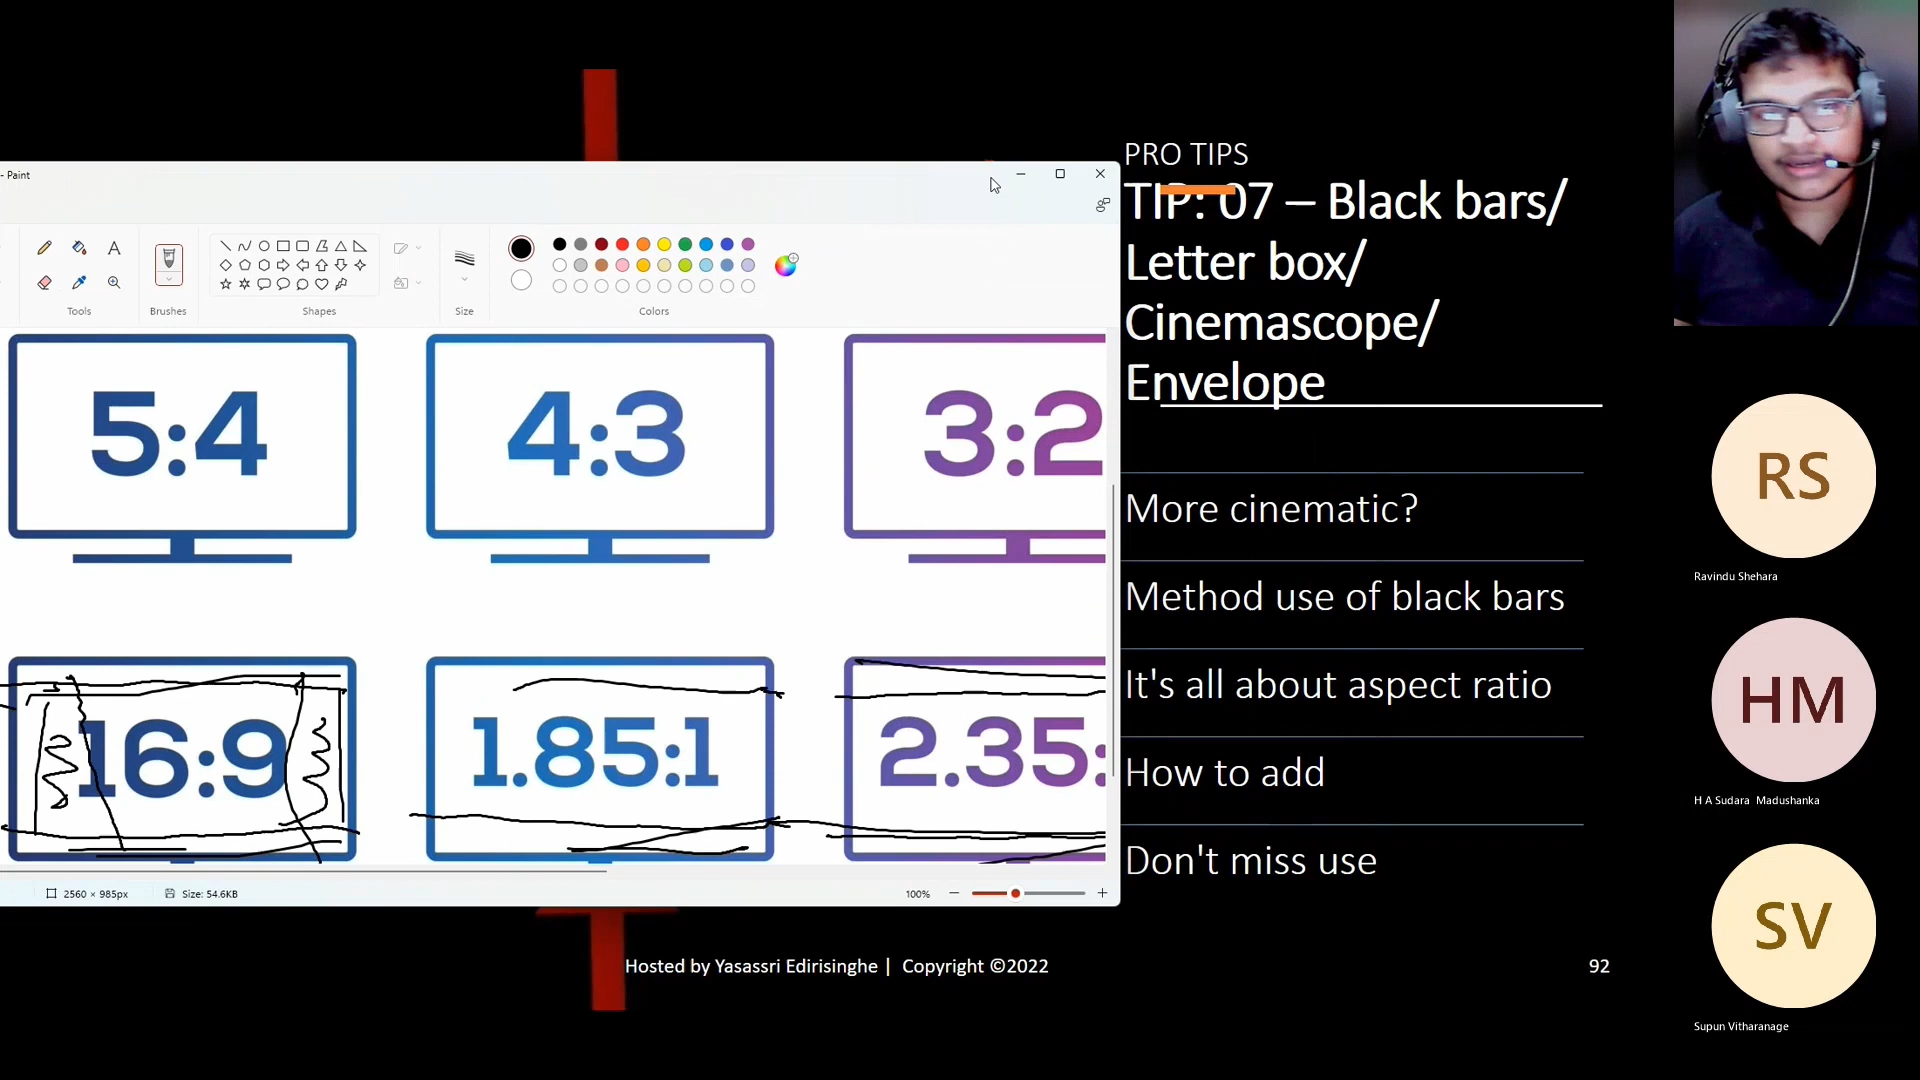 - Paint
Tools
Brushes
Shapes
Size
Colors
5:4
4:3
3:2
16:9
1.85:1
2.35:
2560 × 985px
Size: 54.6KB
100%
PRO TIPS
TIP: 07 – Black bars/
Letter box/
Cinemascope/
Envelope
More cinematic?
Method use of black bars
It's all about aspect ratio
How to add
Don't miss use
Hosted by Yasassri Edirisinghe | Copyright ©2022
92
RS
Ravindu Shehara
HM
H A Sudara Madushanka
SV
Supun Vitharanage